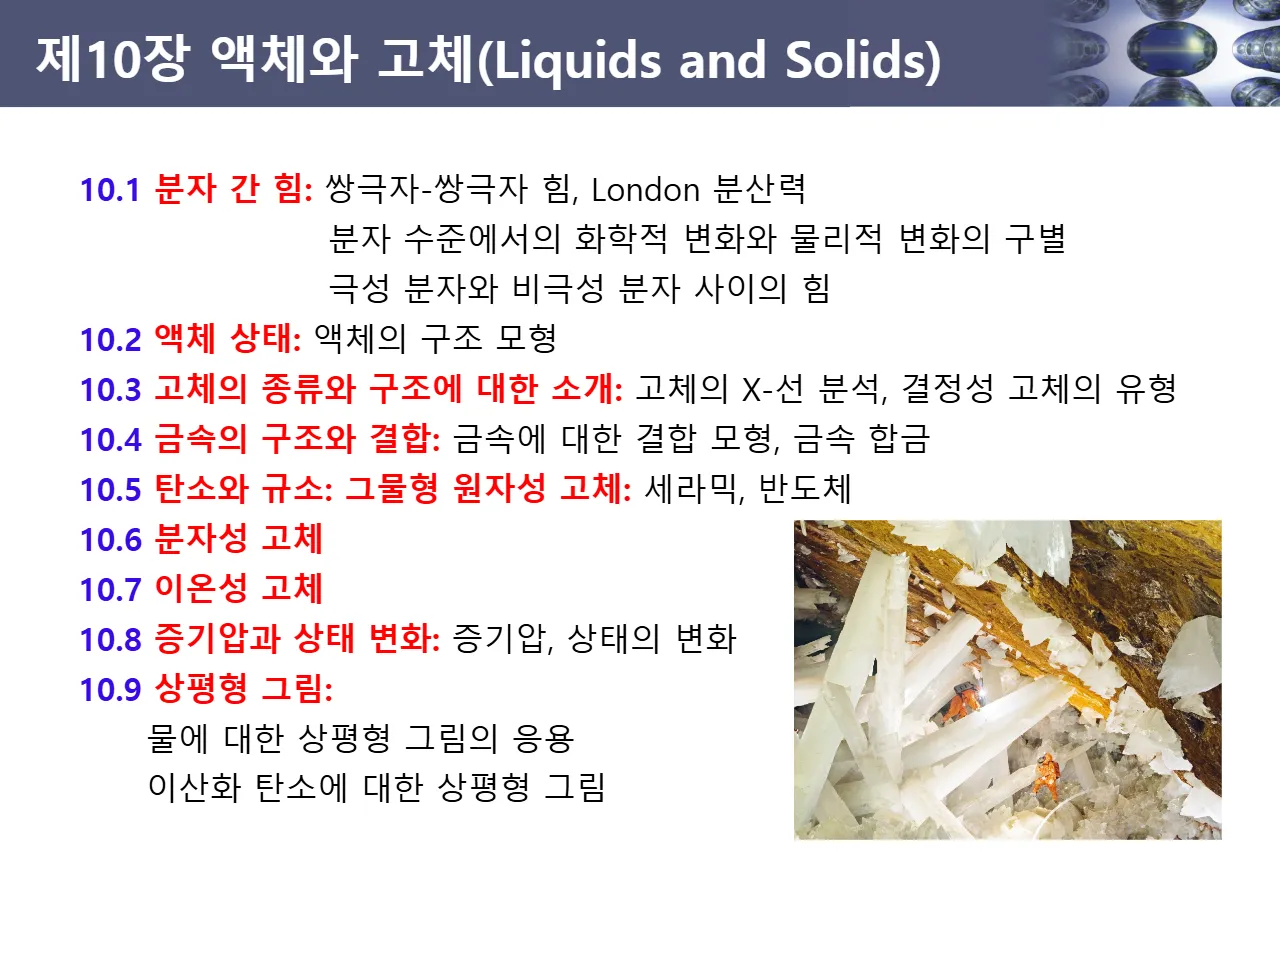 제10장 액체와 고체(Liquids and Solids)
10.1 분자 간 힘: 쌍극자-쌍극자 힘, London 분산력
분자 수준에서의 화학적 변화와 물리적 변화의 구별
극성 분자와 비극성 분자 사이의 힘
10.2 액체 상태: 액체의 구조 모형
10.3 고체의 종류와 구조에 대한 소개: 고체의 X-선 분석, 결정성 고체의 유형
10.4 금속의 구조와 결합: 금속에 대한 결합 모형, 금속 합금
10.5 탄소와 규소: 그물형 원자성 고체: 세라믹, 반도체
10.6 분자성 고체
10.7 이온성 고체
10.8 증기압과 상태 변화: 증기압, 상태의 변화
10.9 상평형 그림:
물에 대한 상평형 그림의 응용
이산화 탄소에 대한 상평형 그림